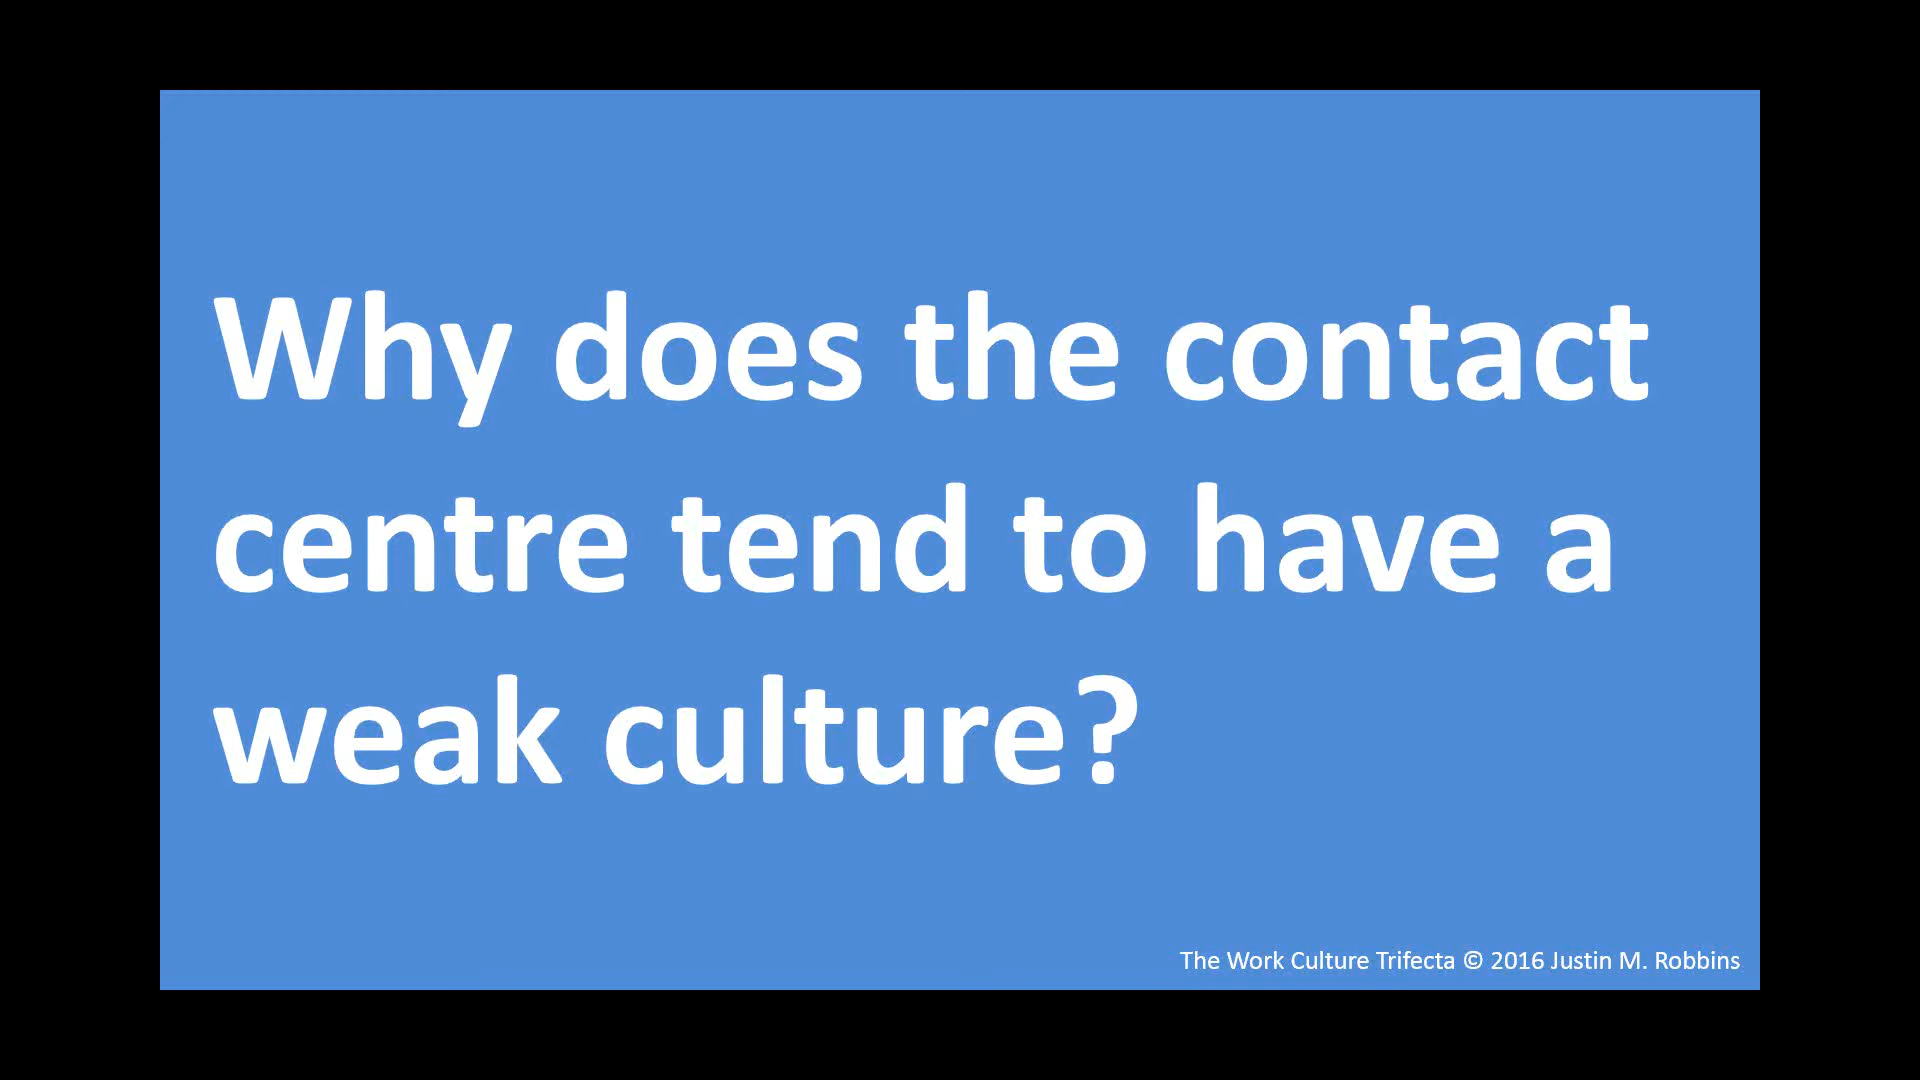 Why does the contact
centre tend to have a
weak culture?
The Work Culture Trifecta © 2016 Justin M. Robbins